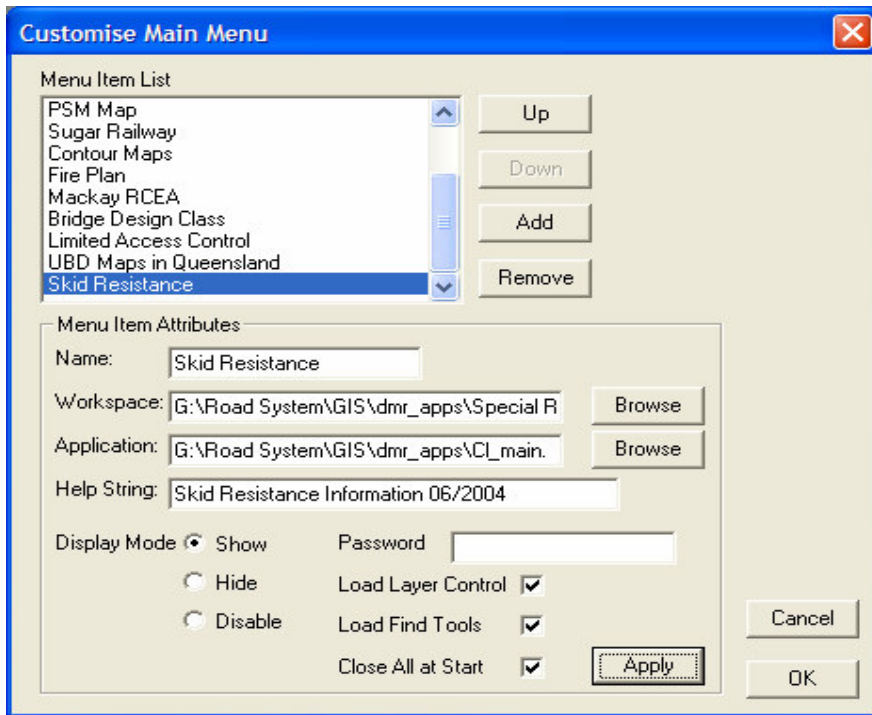 Customise Main Menu
Menu Item List
PSM Map
Sugar Railway
Contour Maps
Fire Plan
Mackay RCEA
Bridge Design Class
Limited Access Control
UBD Maps in Queensland
Skid Resistance
Up
Down
Add
Remove
Menu Item Attributes
Name: Skid Resistance
Workspace: G:\Road System\GIS\dmr_apps\Special R Browse
Application: G:\Road System\GIS\dmr_apps\CI_main. Browse
Help String: Skid Resistance Information 06/2004
Display Mode Show Password
Hide Load Layer Control
Disable Load Find Tools
Close All at Start Apply
Cancel
OK